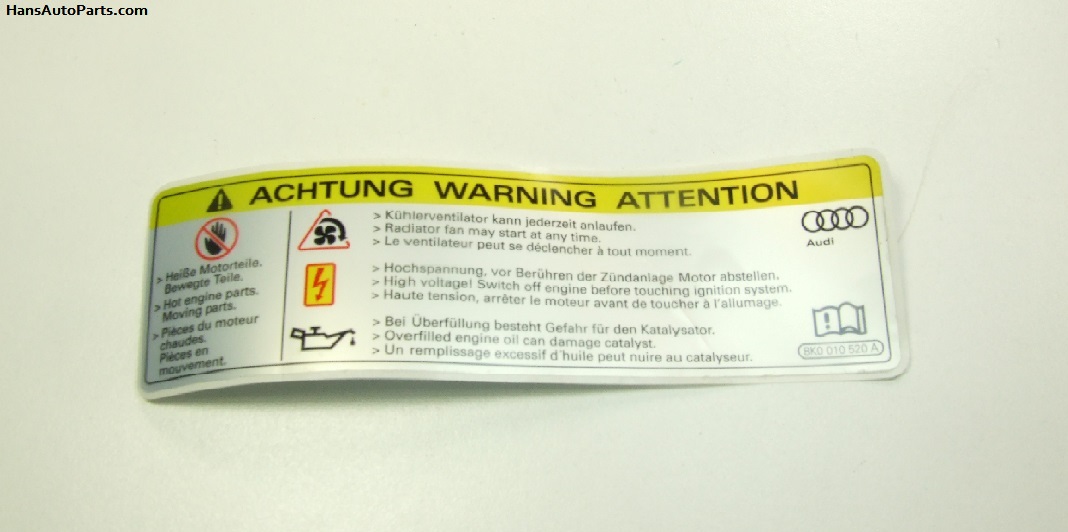 HansAutoParts.com
ACHTUNG WARNING ATTENTION
> Heiße Motorteile.
Bewegte Teile.
> Hot engine parts.
Moving parts.
> Pièces du moteur
chaudes.
Pièces en
mouvement.
> Kühlerventilator kann jederzeit anlaufen.
> Radiator fan may start at any time.
> Le ventilateur peut se déclencher à tout moment.
> Hochspannung, vor Berühren der Zündanlage Motor abstellen.
> High voltage! Switch off engine before touching ignition system.
> Haute tension, arrêter le moteur avant de toucher à l'allumage.
> Bei Überfüllung besteht Gefahr für den Katalysator.
> Overfilled engine oil can damage catalyst.
> Un remplissage excessif d'huile peut nuire au catalyseur.
Audi
8K0 010 520 A